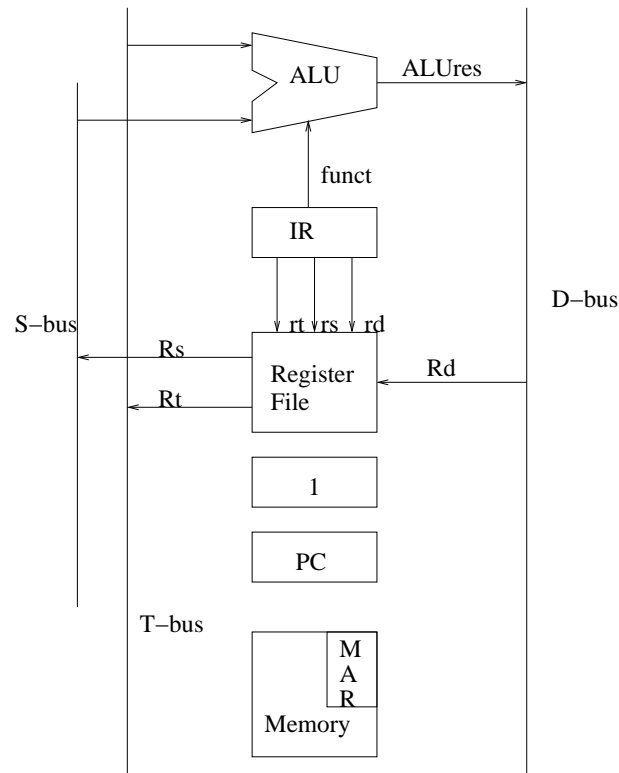 ALU
ALUres
funct
IR
D−bus
S−bus
rt rs rd
Rs
Rd
Register
File
Rt
1
PC
T−bus
M
A
R
Memory